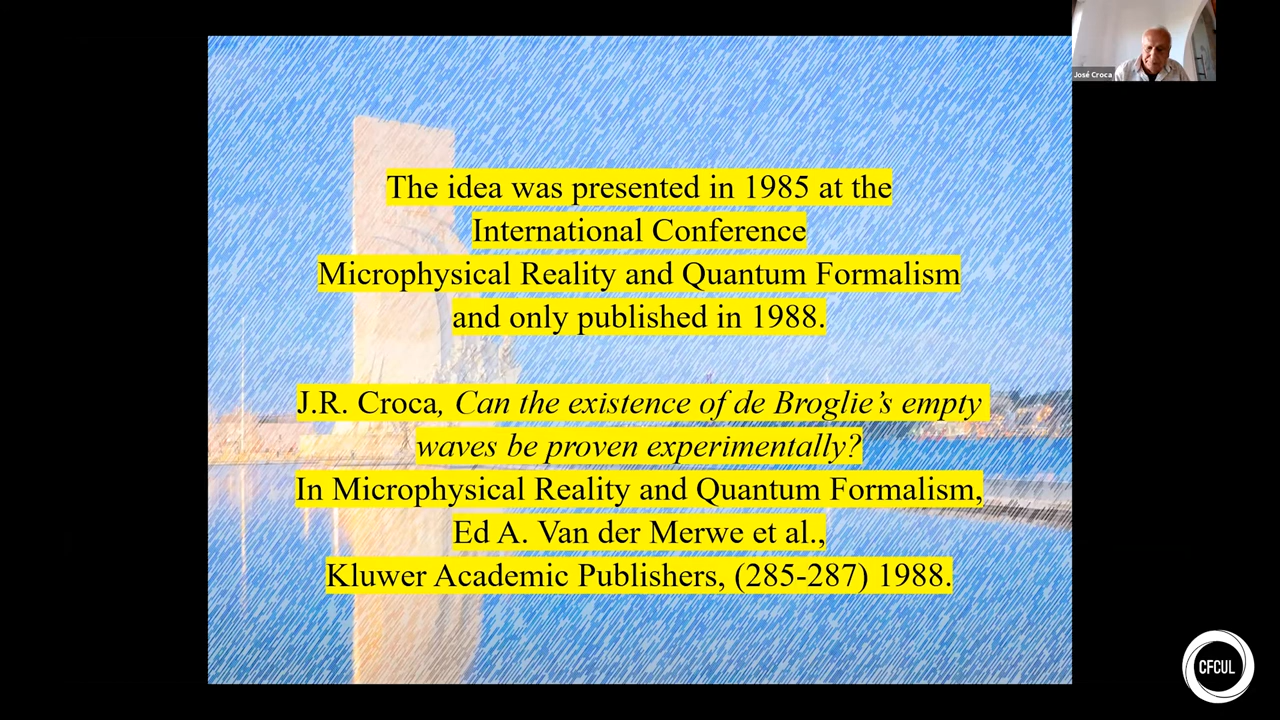 José Croca
The idea was presented in 1985 at the
International Conference
Microphysical Reality and Quantum Formalism
and only published in 1988.
J.R. Croca, Can the existence of de Broglie’s empty
waves be proven experimentally?
In Microphysical Reality and Quantum Formalism,
Ed A. Van der Merwe et al.,
Kluwer Academic Publishers, (285-287) 1988.
CFCUL